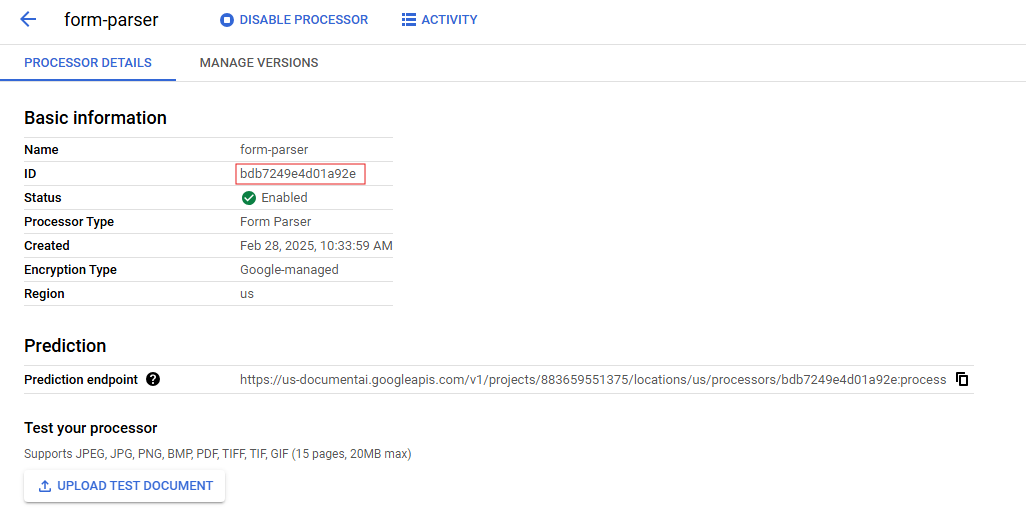 form-parser DISABLE PROCESSOR ACTIVITY
PROCESSOR DETAILS MANAGE VERSIONS
Basic information
Name form-parser
ID bdb7249e4d01a92e
Status Enabled
Processor Type Form Parser
Created Feb 28, 2025, 10:33:59 AM
Encryption Type Google-managed
Region us
Prediction
Prediction endpoint ? https://us-documentai.googleapis.com/v1/projects/883659551375/locations/us/processors/bdb7249e4d01a92e:process
Test your processor
Supports JPEG, JPG, PNG, BMP, PDF, TIFF, TIF, GIF (15 pages, 20MB max)
UPLOAD TEST DOCUMENT